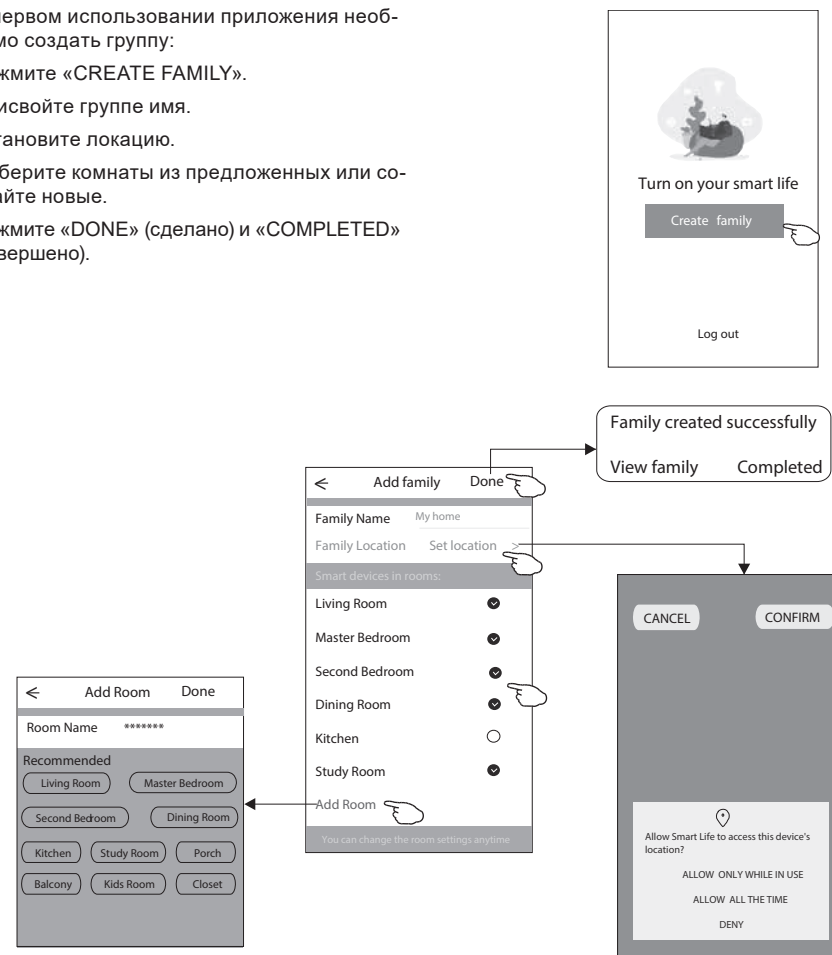 первом использовании приложения необ-
мо создать группу:
жмите «CREATE FAMILY».
исвойте группе имя.
тановите локацию.
берите комнаты из предложенных или со-
айте новые.
жмите «DONE» (сделано) и «COMPLETED»
вершено).
Turn on your smart life
Create family
Log out
Family created successfully
View family Completed
Add family Done
Family Name My home
Family Location Set location >
Smart devices in rooms:
Living Room
Master Bedroom
Second Bedroom
Dining Room
Kitchen
Study Room
Add Room
You can change the room settings anytime
Add Room Done
Room Name *******
Recommended
Living Room Master Bedroom
Second Bedroom Dining Room
Kitchen Study Room Porch
Balcony Kids Room Closet
CANCEL CONFIRM
Allow Smart Life to access this device's
location?
ALLOW ONLY WHILE IN USE
ALLOW ALL THE TIME
DENY